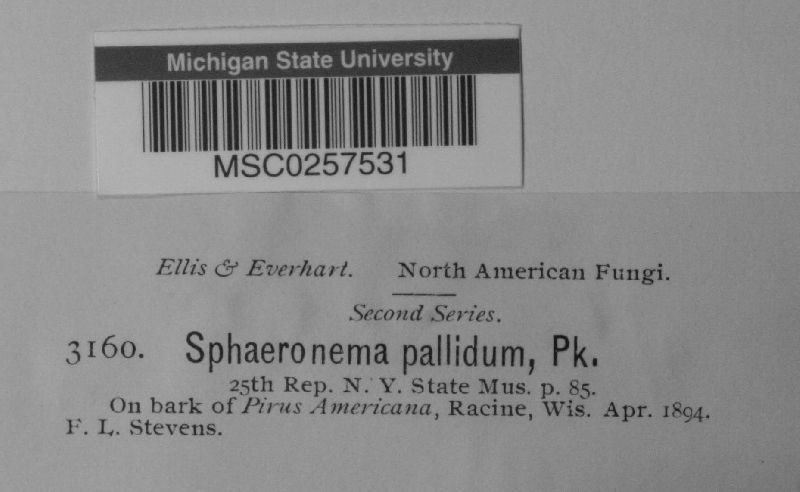 Michigan State University
MSC0257531
Ellis & Everhart. North American Fungi.
Second Series.
3160. Sphaeronema pallidum, Pk.
25th Rep. N. Y. State Mus. p. 85.
On bark of Pirus Americana, Racine, Wis. Apr. 1894.
F. L. Stevens.